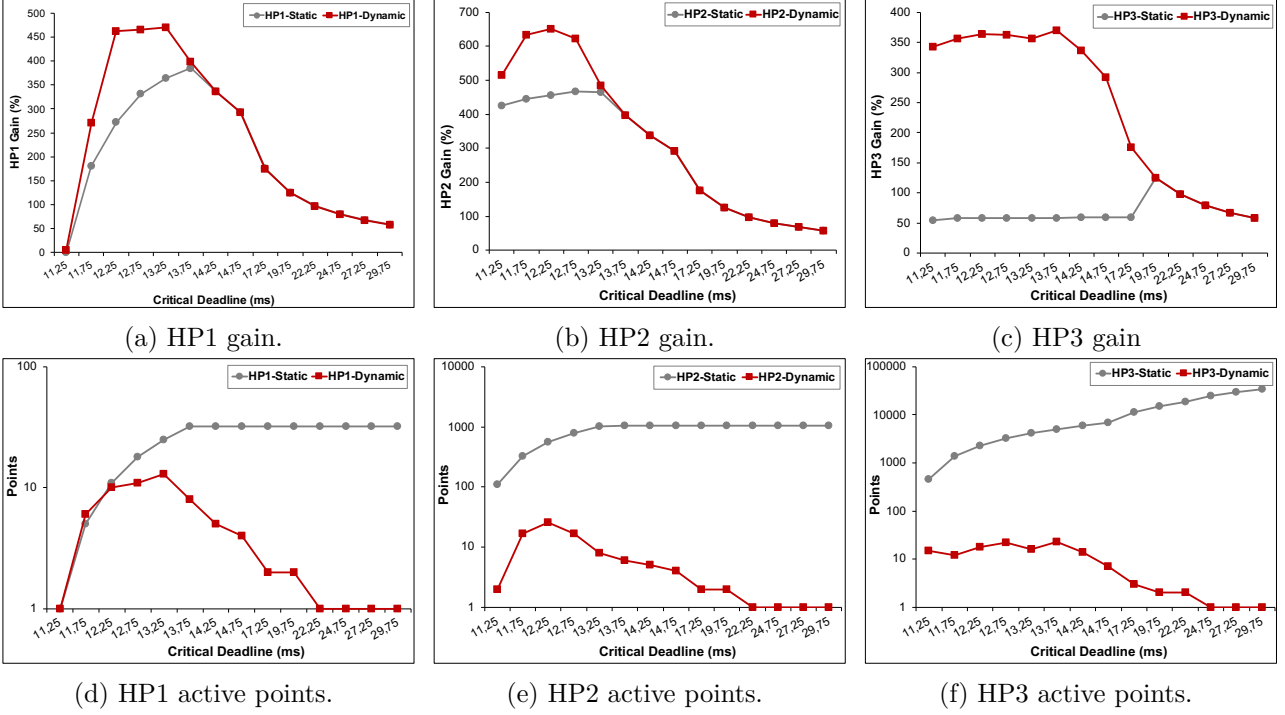 HP1-Static HP1-Dynamic
500
450
400
350
300
250
200
150
100
50
0
HP1 Gain (%)
11,25 11,75 12,25 12,75 13,25 13,75 14,25 14,75 17,25 19,75 22,25 24,75 27,25 29,75
Critical Deadline (ms)
(a) HP1 gain.
HP2-Static HP2-Dynamic
700
600
500
400
300
200
100
0
HP2 Gain (%)
11,25 11,75 12,25 12,75 13,25 13,75 14,25 14,75 17,25 19,75 22,25 24,75 27,25 29,75
Critical Deadline (ms)
(b) HP2 gain.
HP3-Static HP3-Dynamic
400
350
300
250
200
150
100
50
0
HP3 Gain (%)
11,25 11,75 12,25 12,75 13,25 13,75 14,25 14,75 17,25 19,75 22,25 24,75 27,25 29,75
Critical Deadline (ms)
(c) HP3 gain
HP1-Static HP1-Dynamic
100
10
1
Points
11,25 11,75 12,25 12,75 13,25 13,75 14,25 14,75 17,25 19,75 22,25 24,75 27,25 29,75
Critical Deadline (ms)
(d) HP1 active points.
HP2-Static HP2-Dynamic
10000
1000
100
10
1
Points
11,25 11,75 12,25 12,75 13,25 13,75 14,25 14,75 17,25 19,75 22,25 24,75 27,25 29,75
Critical Deadline (ms)
(e) HP2 active points.
HP3-Static HP3-Dynamic
100000
10000
1000
100
10
1
Points
11,25 11,75 12,25 12,75 13,25 13,75 14,25 14,75 17,25 19,75 22,25 24,75 27,25 29,75
Critical Deadline (ms)
(f) HP3 active points.